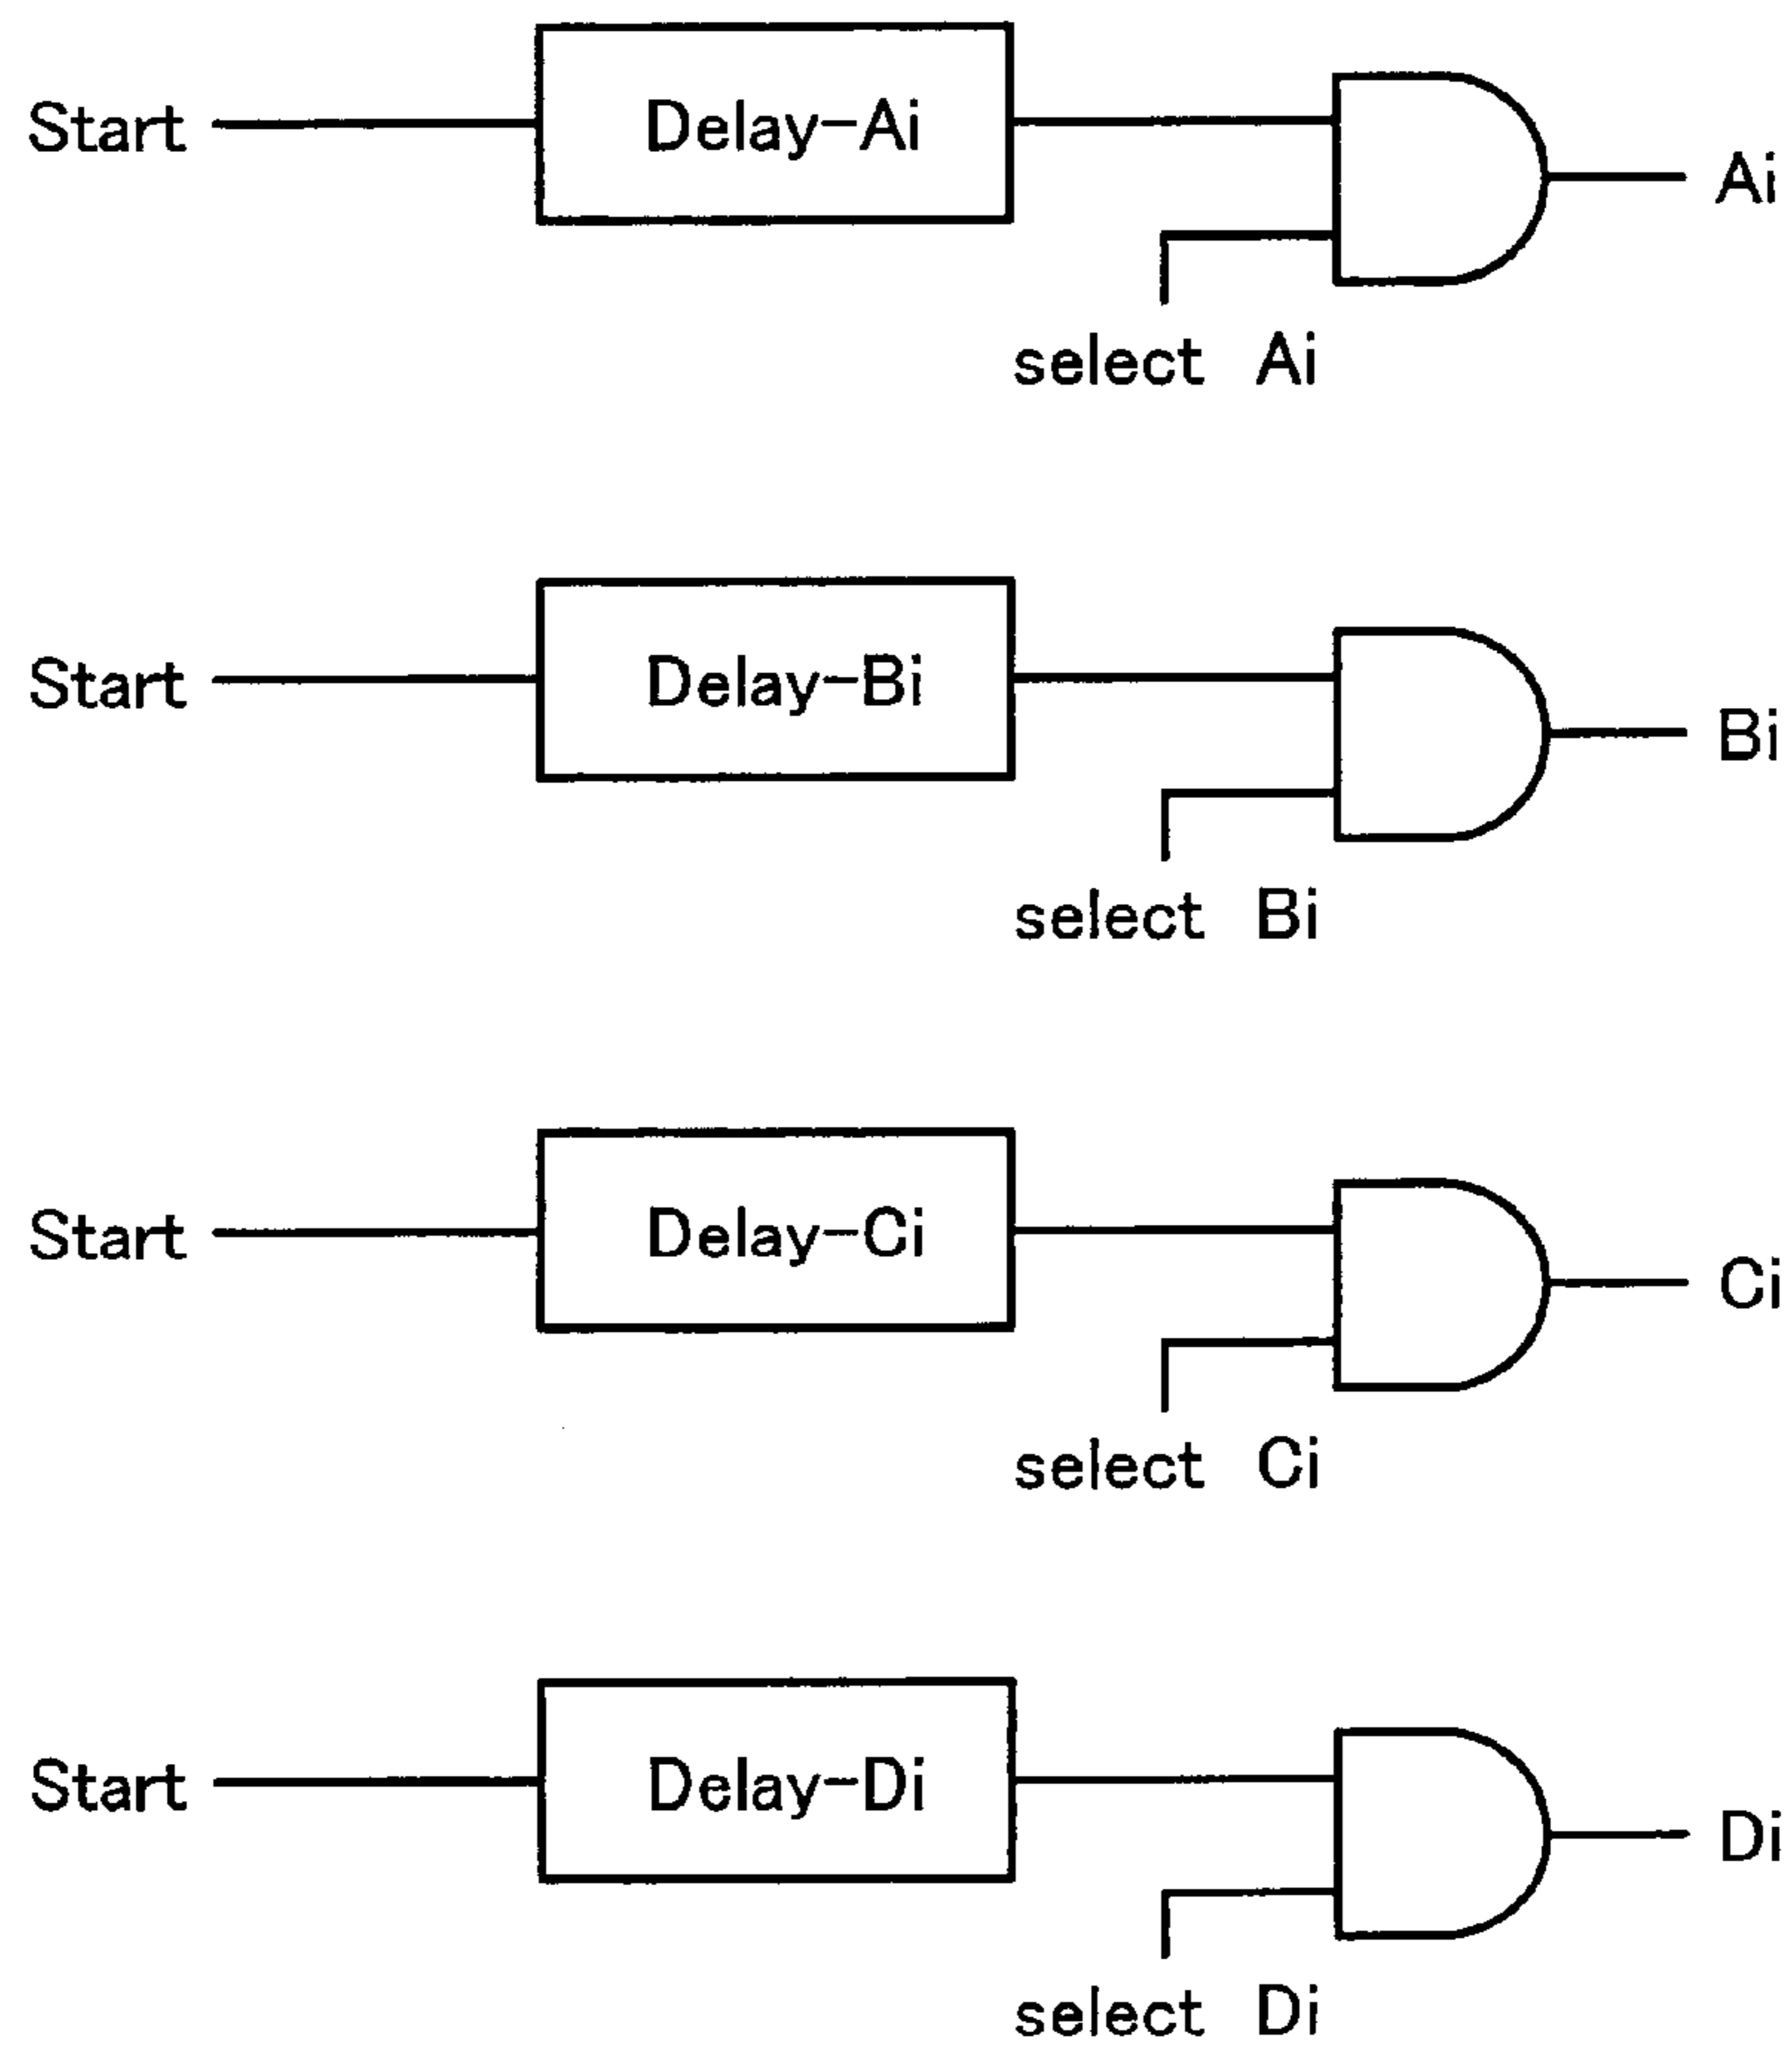 Start Delay-Ai Ai
select Ai
Start Delay-Bi Bi
select Bi
Start Delay-Ci Ci
select Ci
Start Delay-Di Di
select Di